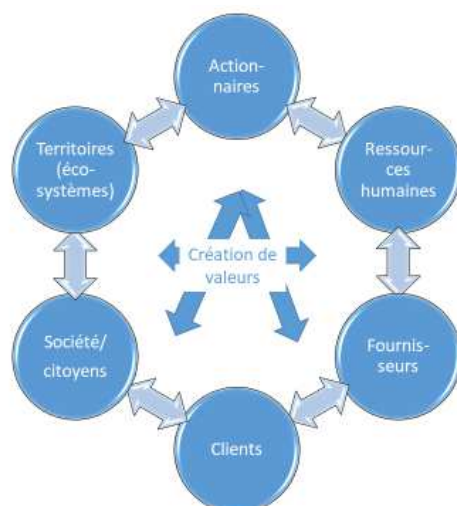 Action-
naires
Territoires
(éco-
systèmes)
Ressour-
ces
humaines
Création de
valeurs
Société/
citoyens
Fournis-
seurs
Clients